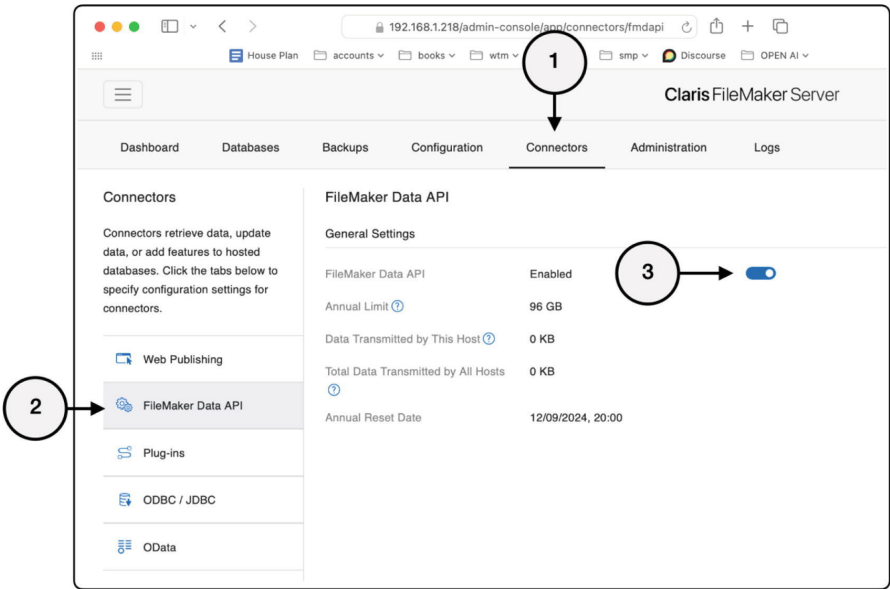 192.168.1.218/admin-console/app/connectors/fmdapi
House Plan accounts books wtm smp Discourse OPEN AI
1
Claris FileMaker Server
Dashboard Databases Backups Configuration Connectors Administration Logs
Connectors
Connectors retrieve data, update
data, or add features to hosted
databases. Click the tabs below to
specify configuration settings for
connectors.
Web Publishing
2
FileMaker Data API
Plug-ins
ODBC / JDBC
OData
FileMaker Data API
General Settings
FileMaker Data API Enabled
3
Annual Limit ? 96 GB
Data Transmitted by This Host ? 0 KB
Total Data Transmitted by All Hosts 0 KB
?
Annual Reset Date 12/09/2024, 20:00